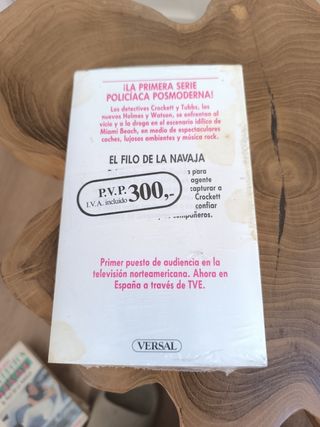 ¡LA PRIMERA SERIE
POLICÍACA POSMODERNA!
Los detectives Crockett y Tubbs, los
nuevos Holmes y Watson, se enfrentan al
vicio y a la droga en el escenario idílico de
Miami Beach, en medio de espectaculares
coches, lujosos ambientes y música rock.
EL FILO DE LA NAVAJA
para
agente
capturar a
Crockett
confiar
compañeros.
P.V.P.
I.V.A. incluido 300,-
Primer puesto de audiencia en la
televisión norteamericana. Ahora en
España a través de TVE.
VERSAL